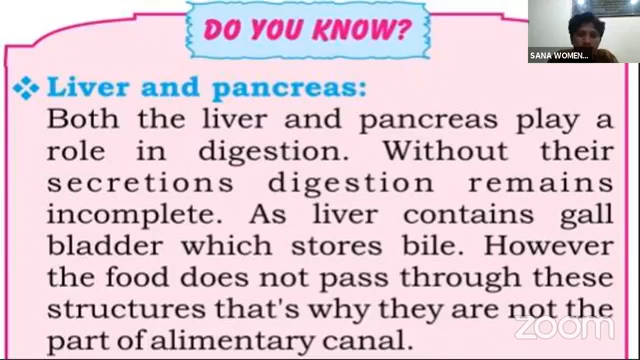 DO YOU KNOW?
SANA WOMEN...
❖ Liver and pancreas:
Both the liver and pancreas play a
role in digestion. Without their
secretions digestion remains
incomplete. As liver contains gall
bladder which stores bile. However
the food does not pass through these
structures that's why they are not the
part of alimentary canal.
zoom